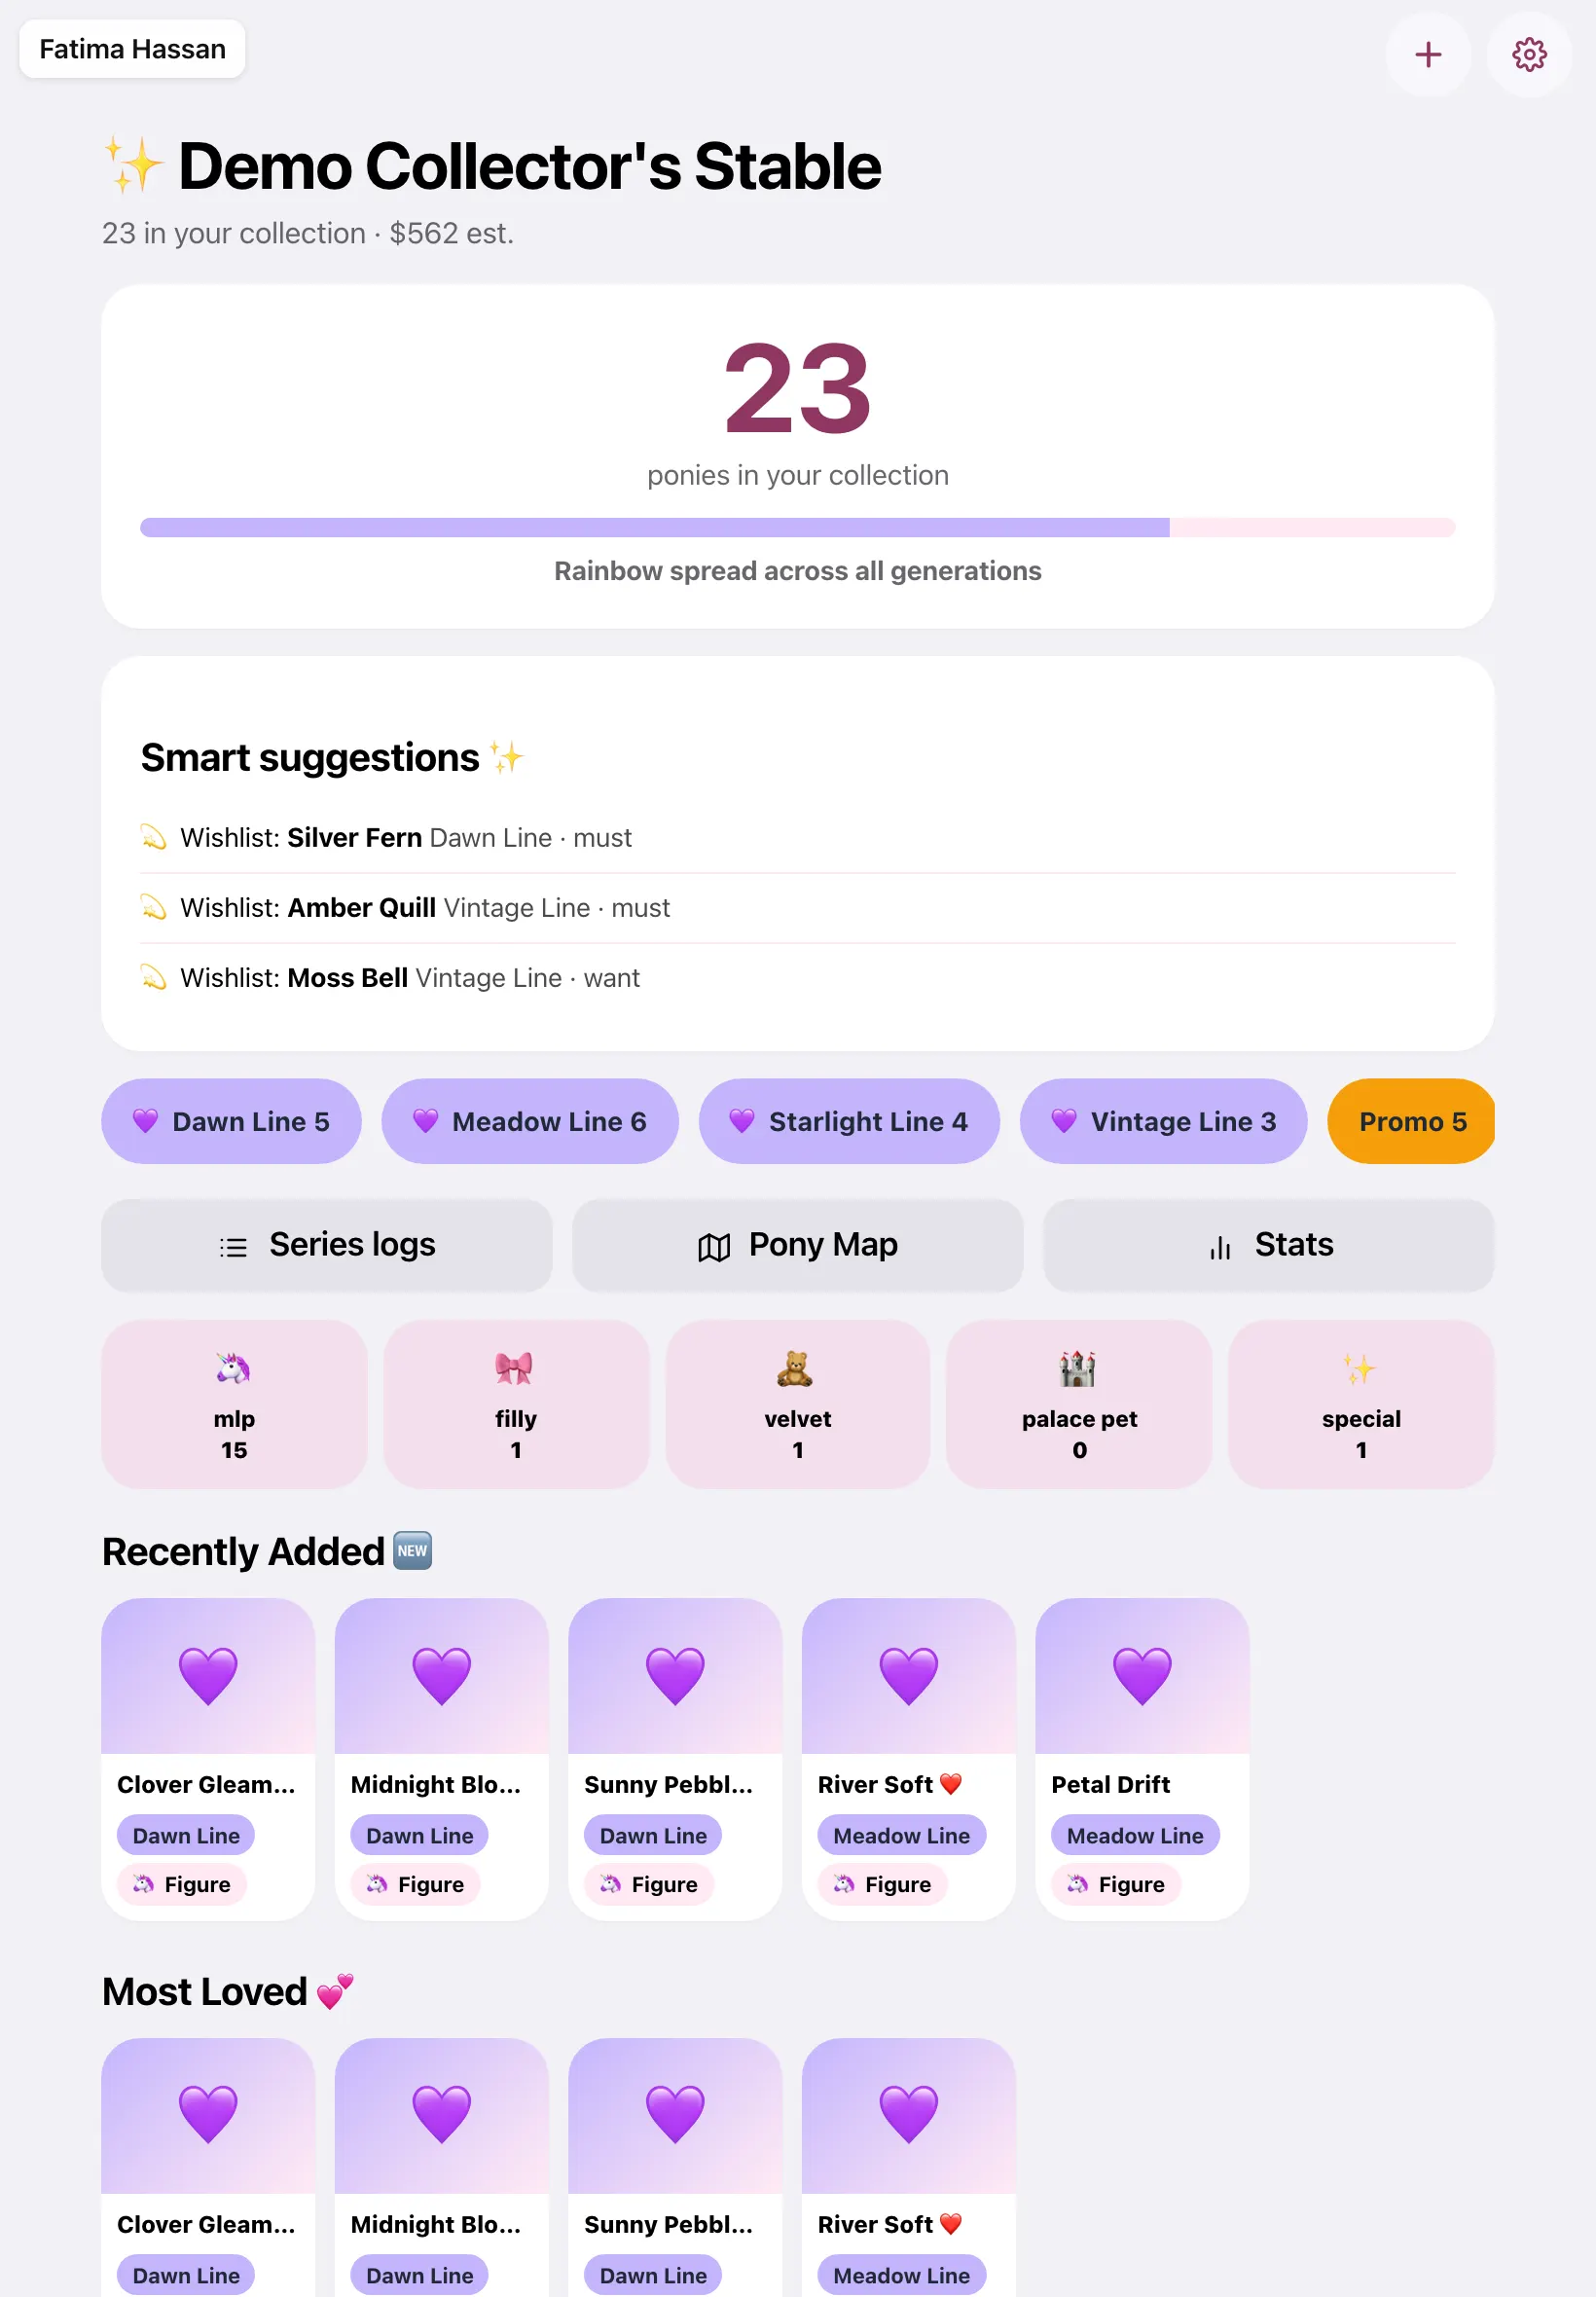 Fatima Hassan
✨ Demo Collector's Stable
23 in your collection · $562 est.
23
ponies in your collection
Rainbow spread across all generations
Smart suggestions ✨
💫 Wishlist: Silver Fern Dawn Line · must
💫 Wishlist: Amber Quill Vintage Line · must
💫 Wishlist: Moss Bell Vintage Line · want
💜 Dawn Line 5
💜 Meadow Line 6
💜 Starlight Line 4
💜 Vintage Line 3
Promo 5
Series logs
Pony Map
Stats
mlp
15
filly
1
velvet
1
palace pet
0
special
1
Recently Added 🆕
Clover Gleam...
Dawn Line
🦄 Figure
Midnight Blo...
Dawn Line
🦄 Figure
Sunny Pebbl...
Dawn Line
🦄 Figure
River Soft ❤️
Meadow Line
🦄 Figure
Petal Drift
Meadow Line
🦄 Figure
Most Loved 💕
Clover Gleam...
Dawn Line
Midnight Blo...
Dawn Line
Sunny Pebbl...
Dawn Line
River Soft ❤️
Meadow Line